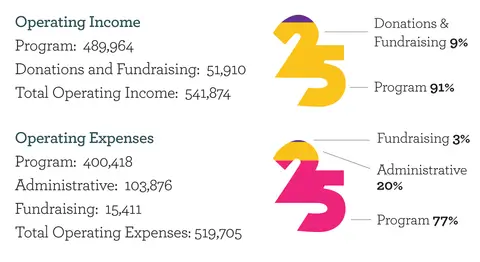 Operating Income
Program: 489,964
Donations and Fundraising: 51,910
Total Operating Income: 541,874
25
Donations &
Fundraising 9%
Program 91%
Operating Expenses
Program: 400,418
Administrative: 103,876
Fundraising: 15,411
Total Operating Expenses: 519,705
25
Fundraising 3%
Administrative
20%
Program 77%